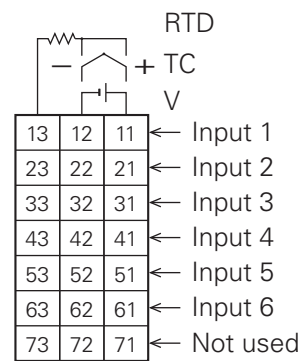 RTD
− + TC
V
13 12 11 ← Input 1
23 22 21 ← Input 2
33 32 31 ← Input 3
43 42 41 ← Input 4
53 52 51 ← Input 5
63 62 61 ← Input 6
73 72 71 ← Not used